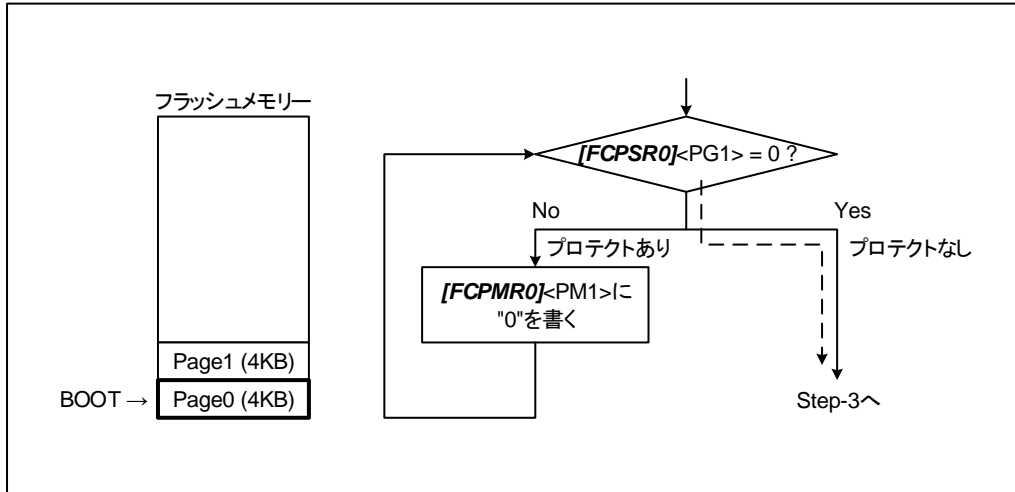 フラッシュメモリー
Page1 (4KB)
BOOT → Page0 (4KB)
[FCPSR0]<PG1> = 0 ?
No
Yes
プロテクトあり
プロテクトなし
[FCPMR0]<PM1>に
"0"を書く
Step-3へ